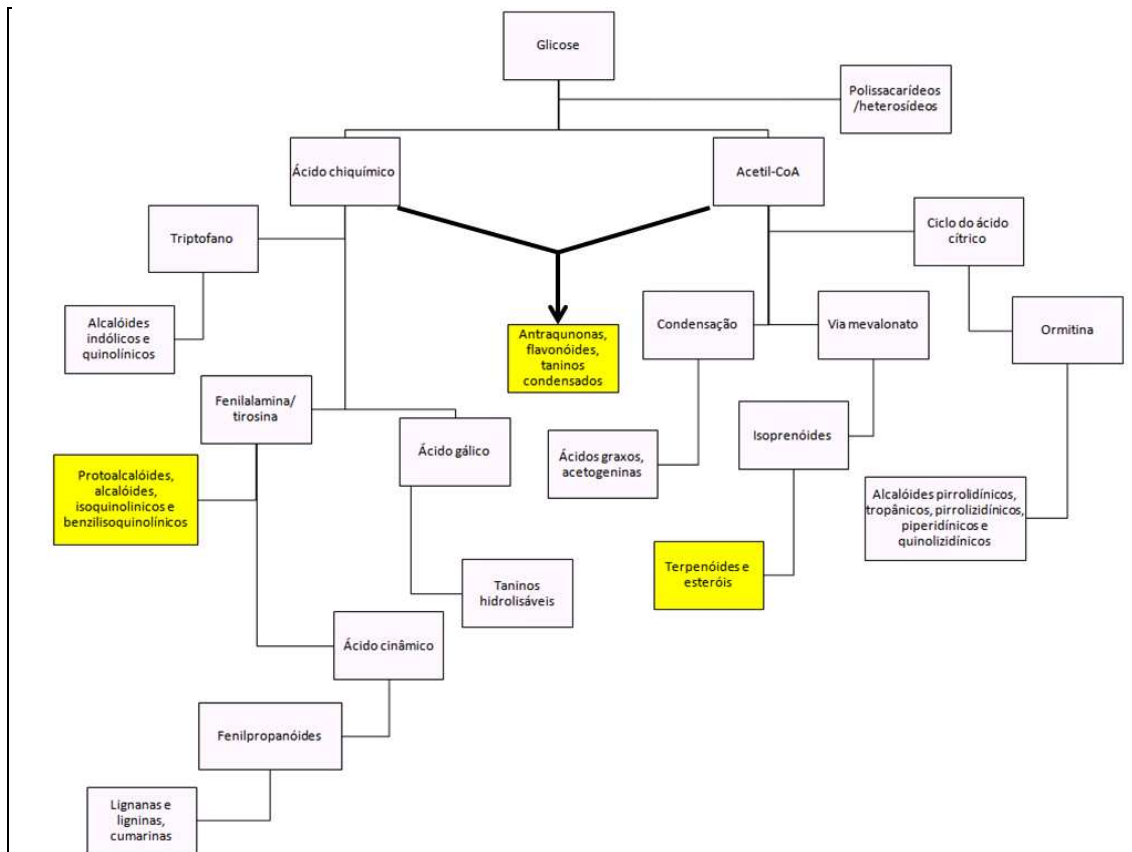 Glicose
Polissacarídeos
/heterosídeos
Ácido chiquímico
Acetil-CoA
Triptofano
Ciclo do ácido
cítrico
Alcalóides
indólicos e
quinolínicos
Antraqunonas,
flavonóides,
taninos
condensados
Condensação
Via mevalonato
Ormitina
Fenilalamina/
tirosina
Ácido gálico
Isoprenóides
Ácidos graxos,
acetogeninas
Protoalcalóides,
alcalóides,
isoquinolinicos e
benzilisoquinolínicos
Alcalóides pirrolidínicos,
tropânicos, pirrolizidínicos,
piperidínicos e
quinolizidínicos
Terpenóides e
esteróis
Taninos
hidrolisáveis
Ácido cinâmico
Fenilpropanóides
Lignanas e
ligninas,
cumarinas